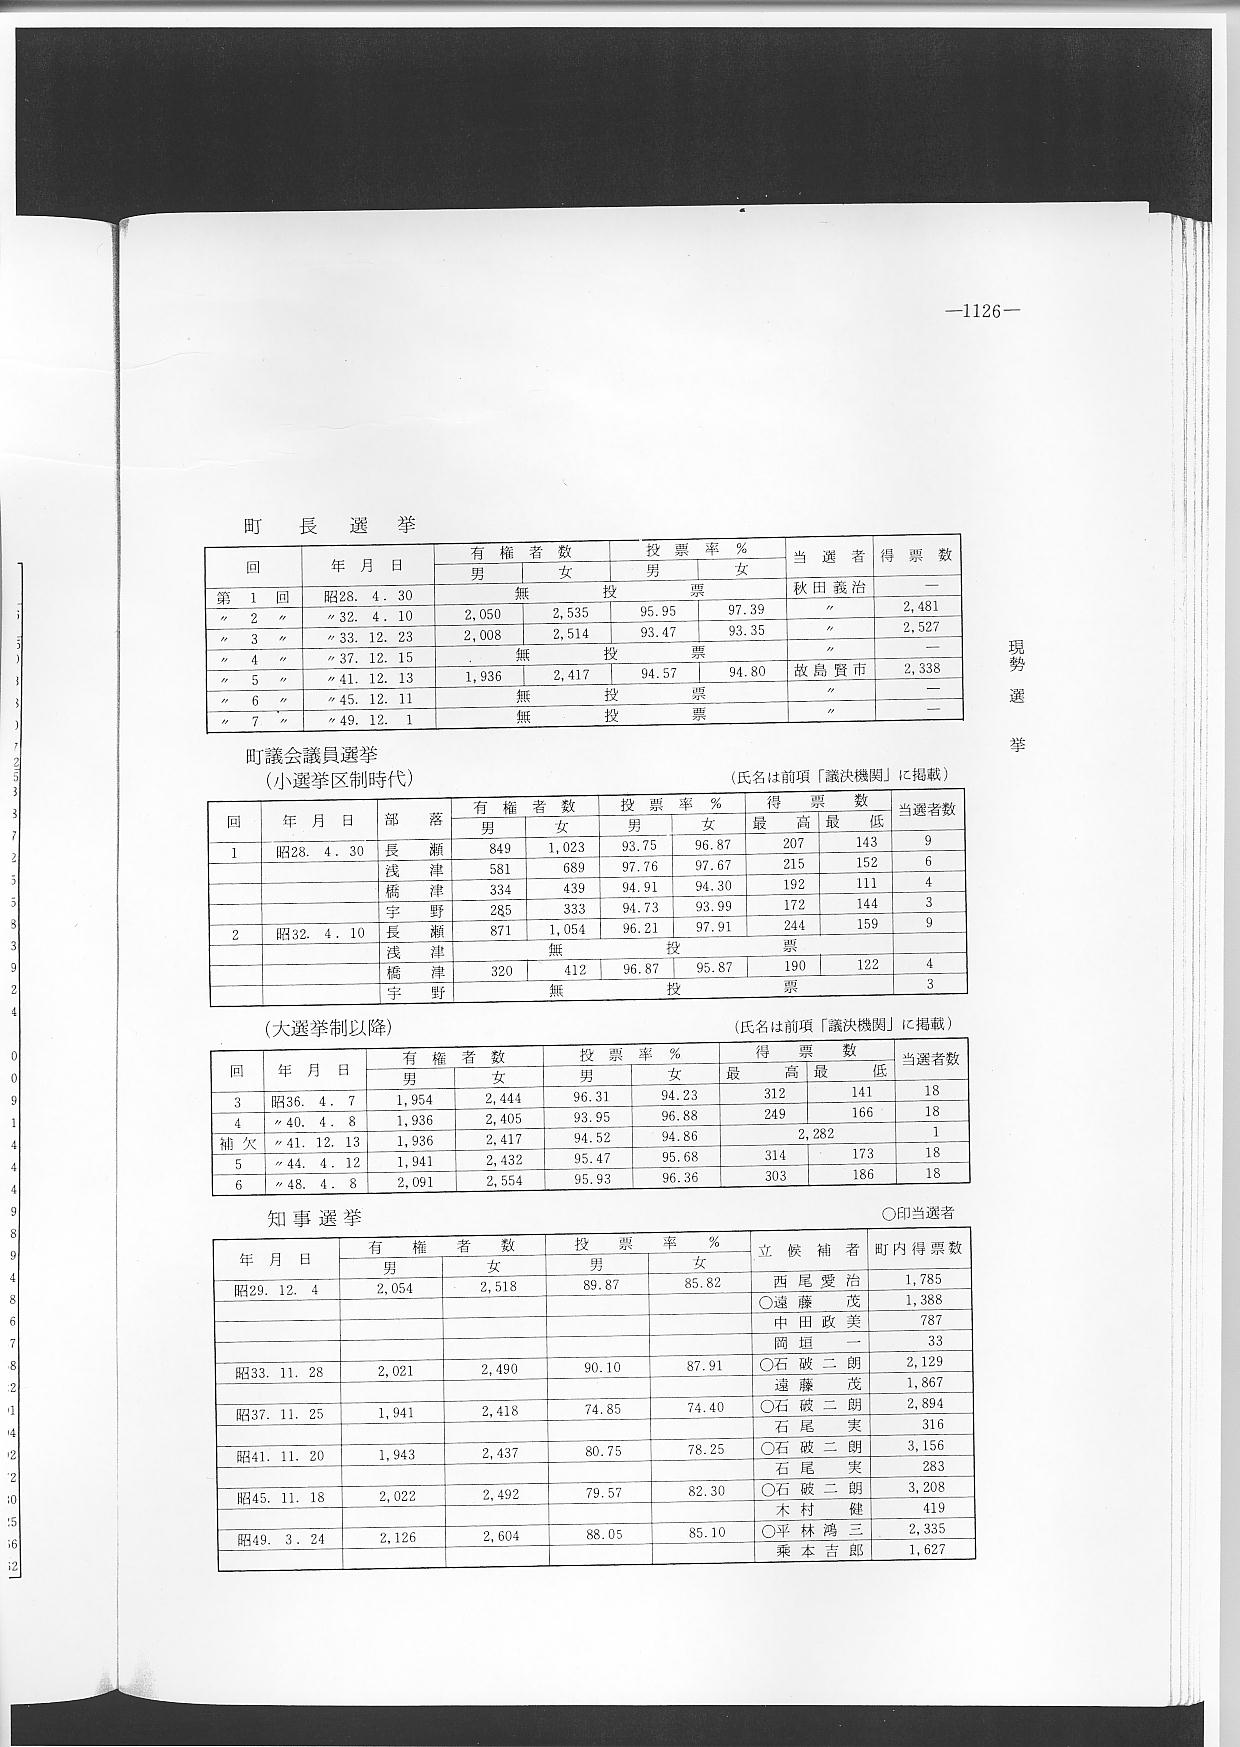 ―1126―
現勢 選 挙
町長選挙
回 年月日 有権者数 投票率% 当選者 得票数
男 女 男 女
第1回 昭28. 4. 30 無投票 秋田義治 ―
〃2〃 〃32. 4. 10 2,050 2,535 95.95 97.39 〃 2,481
〃3〃 〃33. 12. 23 2,008 2,514 93.47 93.35 〃 2,527
〃4〃 〃37. 12. 15 無投票 〃 ―
〃5〃 〃41. 12. 13 1,936 2,417 94.57 94.80 故島賢市 2,338
〃6〃 〃45. 12. 11 無投票 〃 ―
〃7〃 〃49. 12. 1 無投票 〃 ―
町議会議員選挙
(小選挙区制時代) (氏名は前項「議決機関」に掲載)
回 年月日 部落 有権者数 投票率% 得票数 当選者数
男 女 男 女 最高 最低
1 昭28. 4. 30 長瀬 849 1,023 93.75 96.87 207 143 9
浅津 581 689 97.76 97.67 215 152 6
橋津 334 439 94.91 94.30 192 111 4
宇野 285 333 94.73 93.99 172 144 3
2 昭32. 4. 10 長瀬 871 1,054 96.21 97.91 244 159 9
浅津 無投票
橋津 320 412 96.87 95.87 190 122 4
宇野 無投票 3
(大選挙制以降) (氏名は前項「議決機関」に掲載)
回 年月日 有権者数 投票率% 得票数 当選者数
男 女 男 女 最高 最低
3 昭36. 4. 7 1,954 2,444 96.31 94.23 312 141 18
4 〃40. 4. 8 1,936 2,405 93.95 96.88 249 166 18
補欠 〃41. 12. 13 1,936 2,417 94.52 94.86 2,282 1
5 〃44. 4. 12 1,941 2,432 95.47 95.68 314 173 18
6 〃48. 4. 8 2,091 2,554 95.93 96.36 303 186 18
知事選挙 ○印当選者
年月日 有権者数 投票率% 立候補者 町内得票数
男 女 男 女
昭29. 12. 4 2,054 2,518 89.87 85.82 西尾愛治 1,785
○遠藤茂 1,388
中田政美 787
岡垣一 33
昭33. 11. 28 2,021 2,490 90.10 87.91 ○石破二朗 2,129
遠藤茂 1,867
昭37. 11. 25 1,941 2,418 74.85 74.40 ○石破二朗 2,894
石尾実 316
昭41. 11. 20 1,943 2,437 80.75 78.25 ○石破二朗 3,156
石尾実 283
昭45. 11. 18 2,022 2,492 79.57 82.30 ○石破二朗 3,208
木村健 419
昭49. 3. 24 2,126 2,604 88.05 85.10 ○平林鴻三 2,335
乗本吉郎 1,627